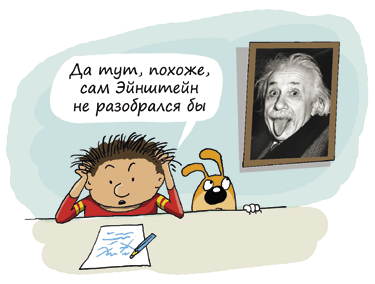 Да тут, похоже,
сам Эйнштейн
не разобрался бы